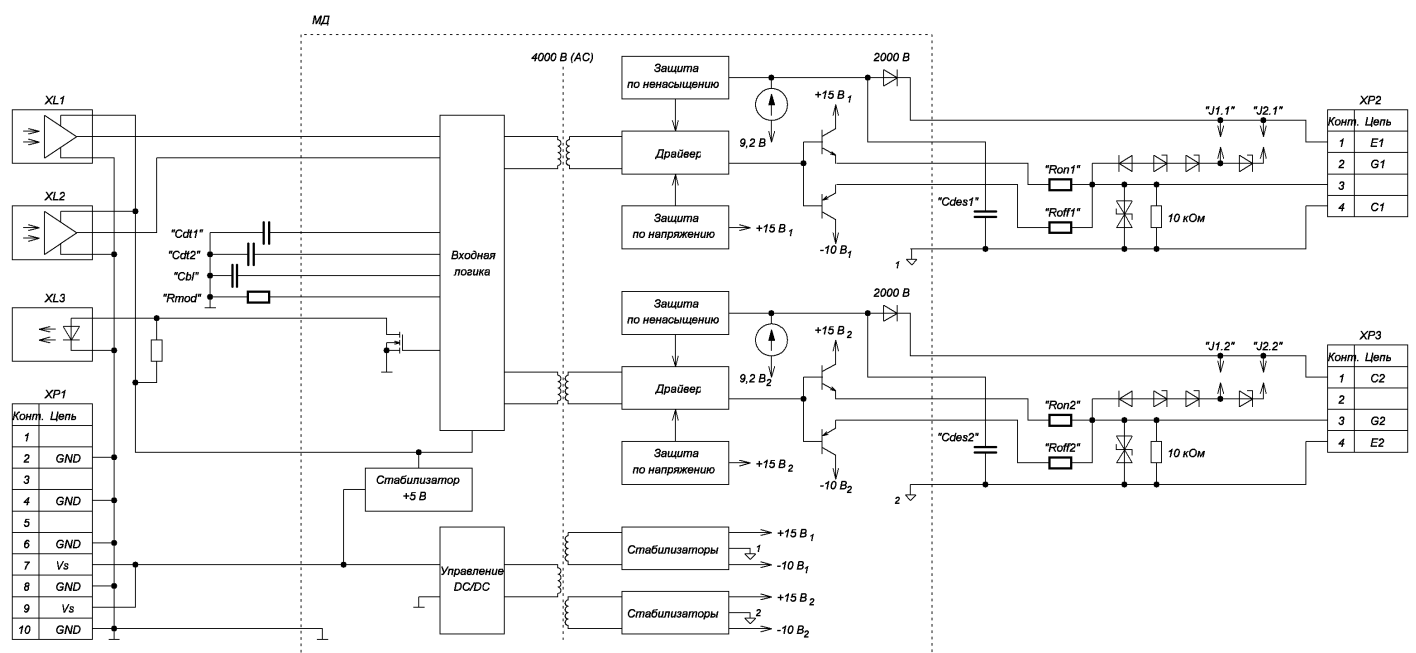 МД
4000 В (AC)
XL1
XL2
XL3
"Cdt1"
"Cdt2"
"Cbl"
"Rmod"
Входная
логика
Защита
по ненасыщению
Драйвер
Защита
по напряжению
+15 В 1
9,2 В
+15 В 1
-10 В 1
2000 В
"Cdes1"
"Ron1"
"Roff1"
"J1.1"
"J2.1"
10 кОм
1
XP2
Конт. Цепь
1 E1
2 G1
3
4 C1
Защита
по ненасыщению
Драйвер
Защита
по напряжению
+15 В 2
9,2 В 2
+15 В 2
-10 В 2
2000 В
"Cdes2"
"Ron2"
"Roff2"
"J1.2"
"J2.2"
10 кОм
2
XP3
Конт. Цепь
1 C2
2
3 G2
4 E2
XP1
Конт. Цепь
1
2 GND
3
4 GND
5
6 GND
7 Vs
8 GND
9 Vs
10 GND
Стабилизатор
+5 В
Управление
DC/DC
Стабилизаторы
+15 В 1
1
-10 В 1
Стабилизаторы
+15 В 2
2
-10 В 2